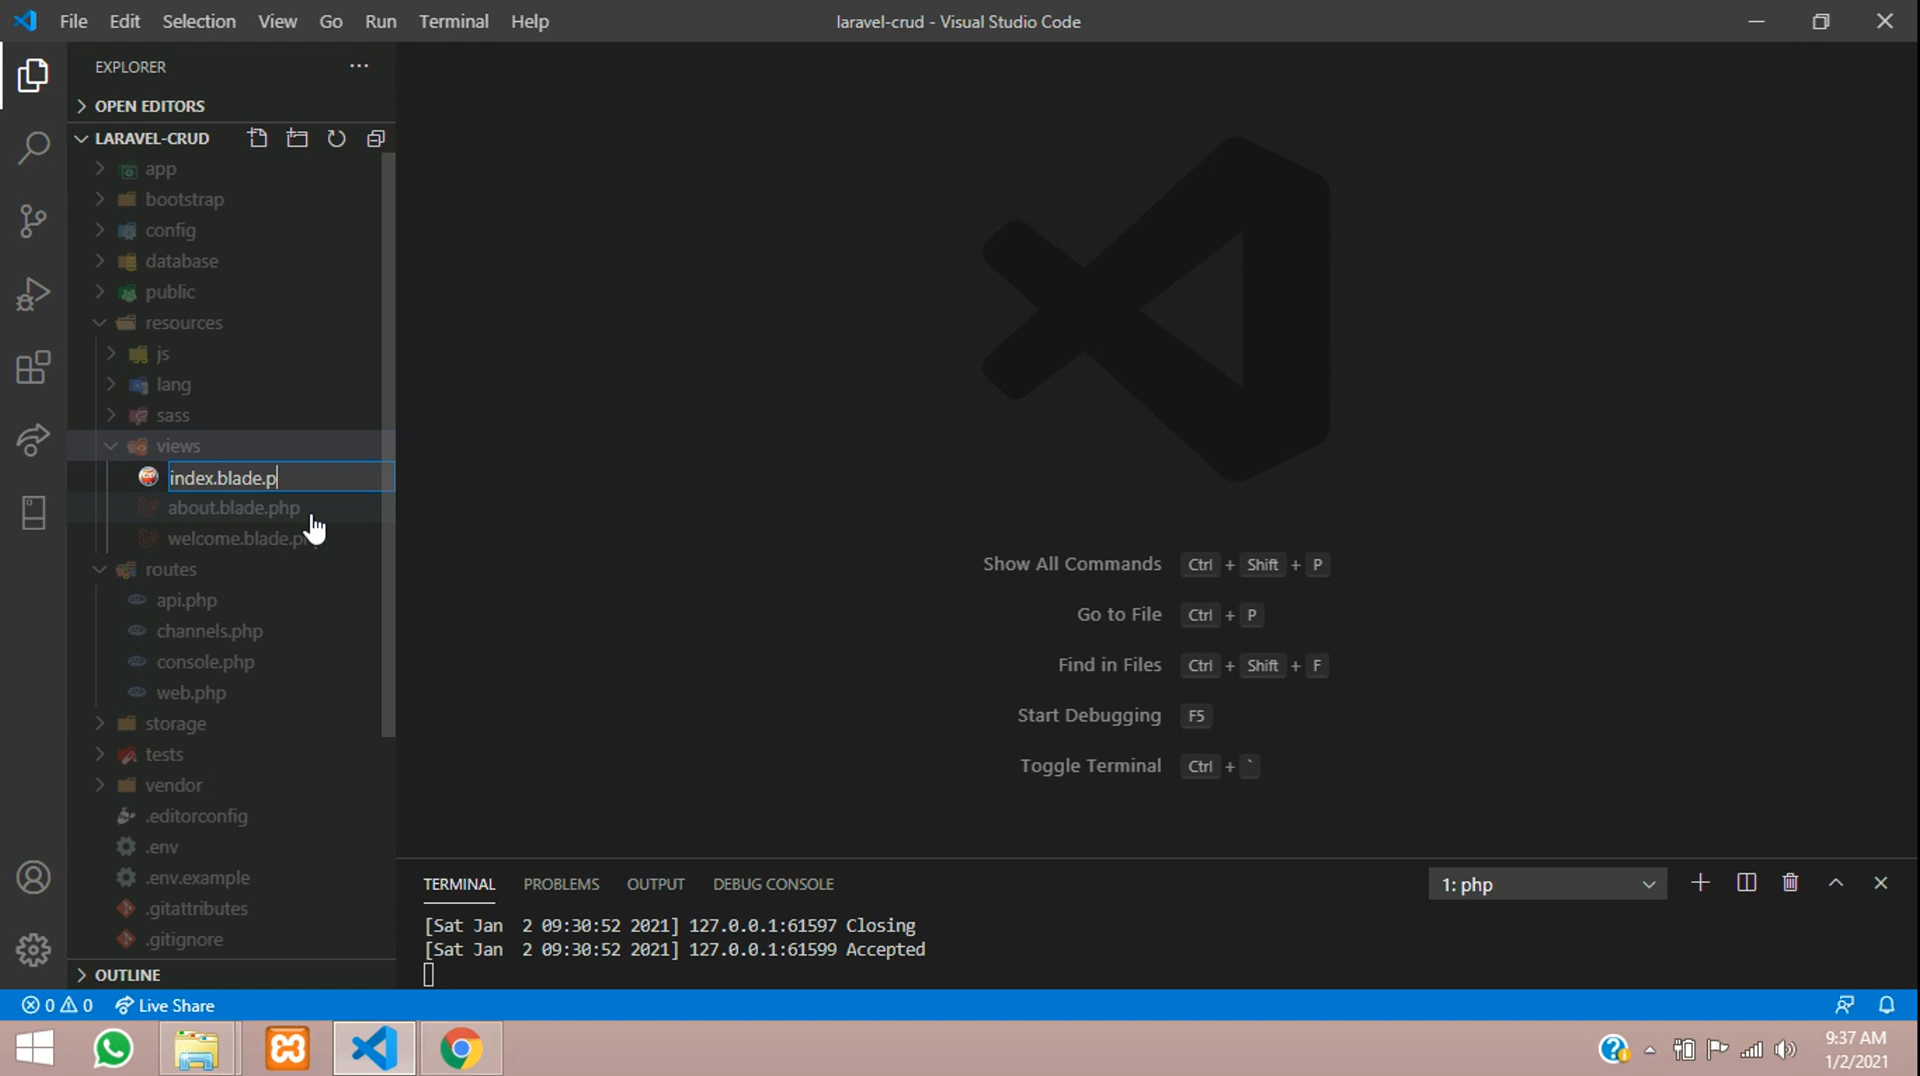 File Edit Selection View Go Run Terminal Help
laravel-crud - Visual Studio Code
EXPLORER
OPEN EDITORS
LARAVEL-CRUD
app
bootstrap
config
database
public
resources
js
lang
sass
views
index.blade.p
about.blade.php
welcome.blade.p
routes
api.php
channels.php
console.php
web.php
storage
tests
vendor
.editorconfig
.env
.env.example
.gitattributes
.gitignore
OUTLINE
Show All Commands Ctrl + Shift + P
Go to File Ctrl + P
Find in Files Ctrl + Shift + F
Start Debugging F5
Toggle Terminal Ctrl + `
TERMINAL PROBLEMS OUTPUT DEBUG CONSOLE
1: php
[Sat Jan 2 09:30:52 2021] 127.0.0.1:61597 Closing
[Sat Jan 2 09:30:52 2021] 127.0.0.1:61599 Accepted
0 0 Live Share
9:37 AM
1/2/2021